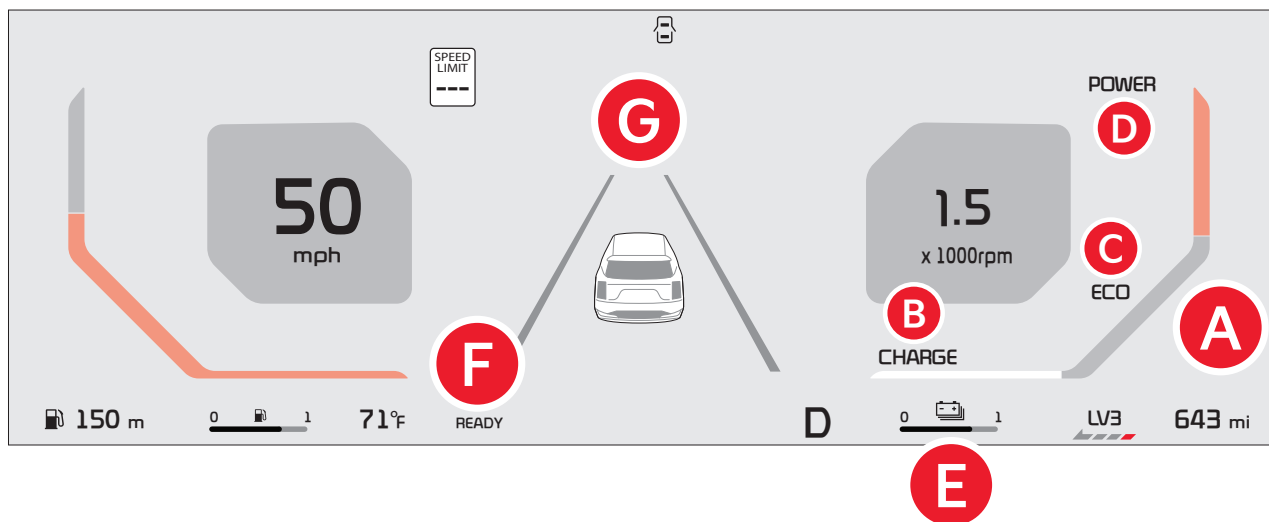 SPEED
LIMIT
---
G
POWER
D
50
mph
1.5
x 1000rpm
C
ECO
B
A
F
CHARGE
150 m
0 1
71°F
READY
D
0 1
LV3
643 mi
E